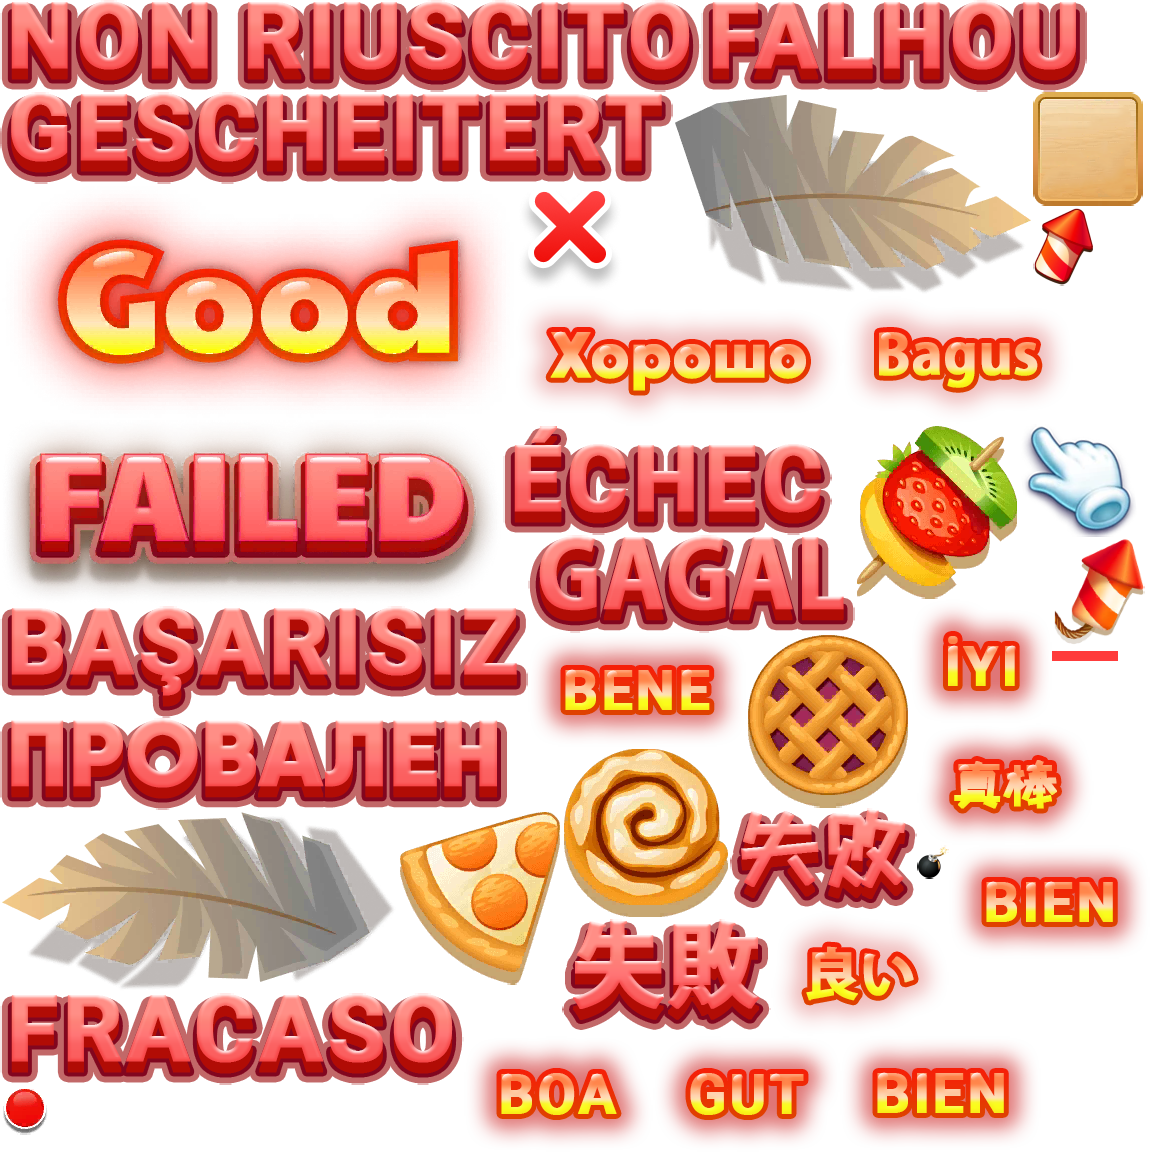 NON RIUSCITO FALHOU
GESCHEITERT
Good
Хорошо Bagus
FAILED
ÉCHEC
GAGAL
BAŞARISIZ
BENE
İYI
ПРОВАЛЕН
真棒
失败
BIEN
失敗
良い
FRACASO
BOA GUT BIEN